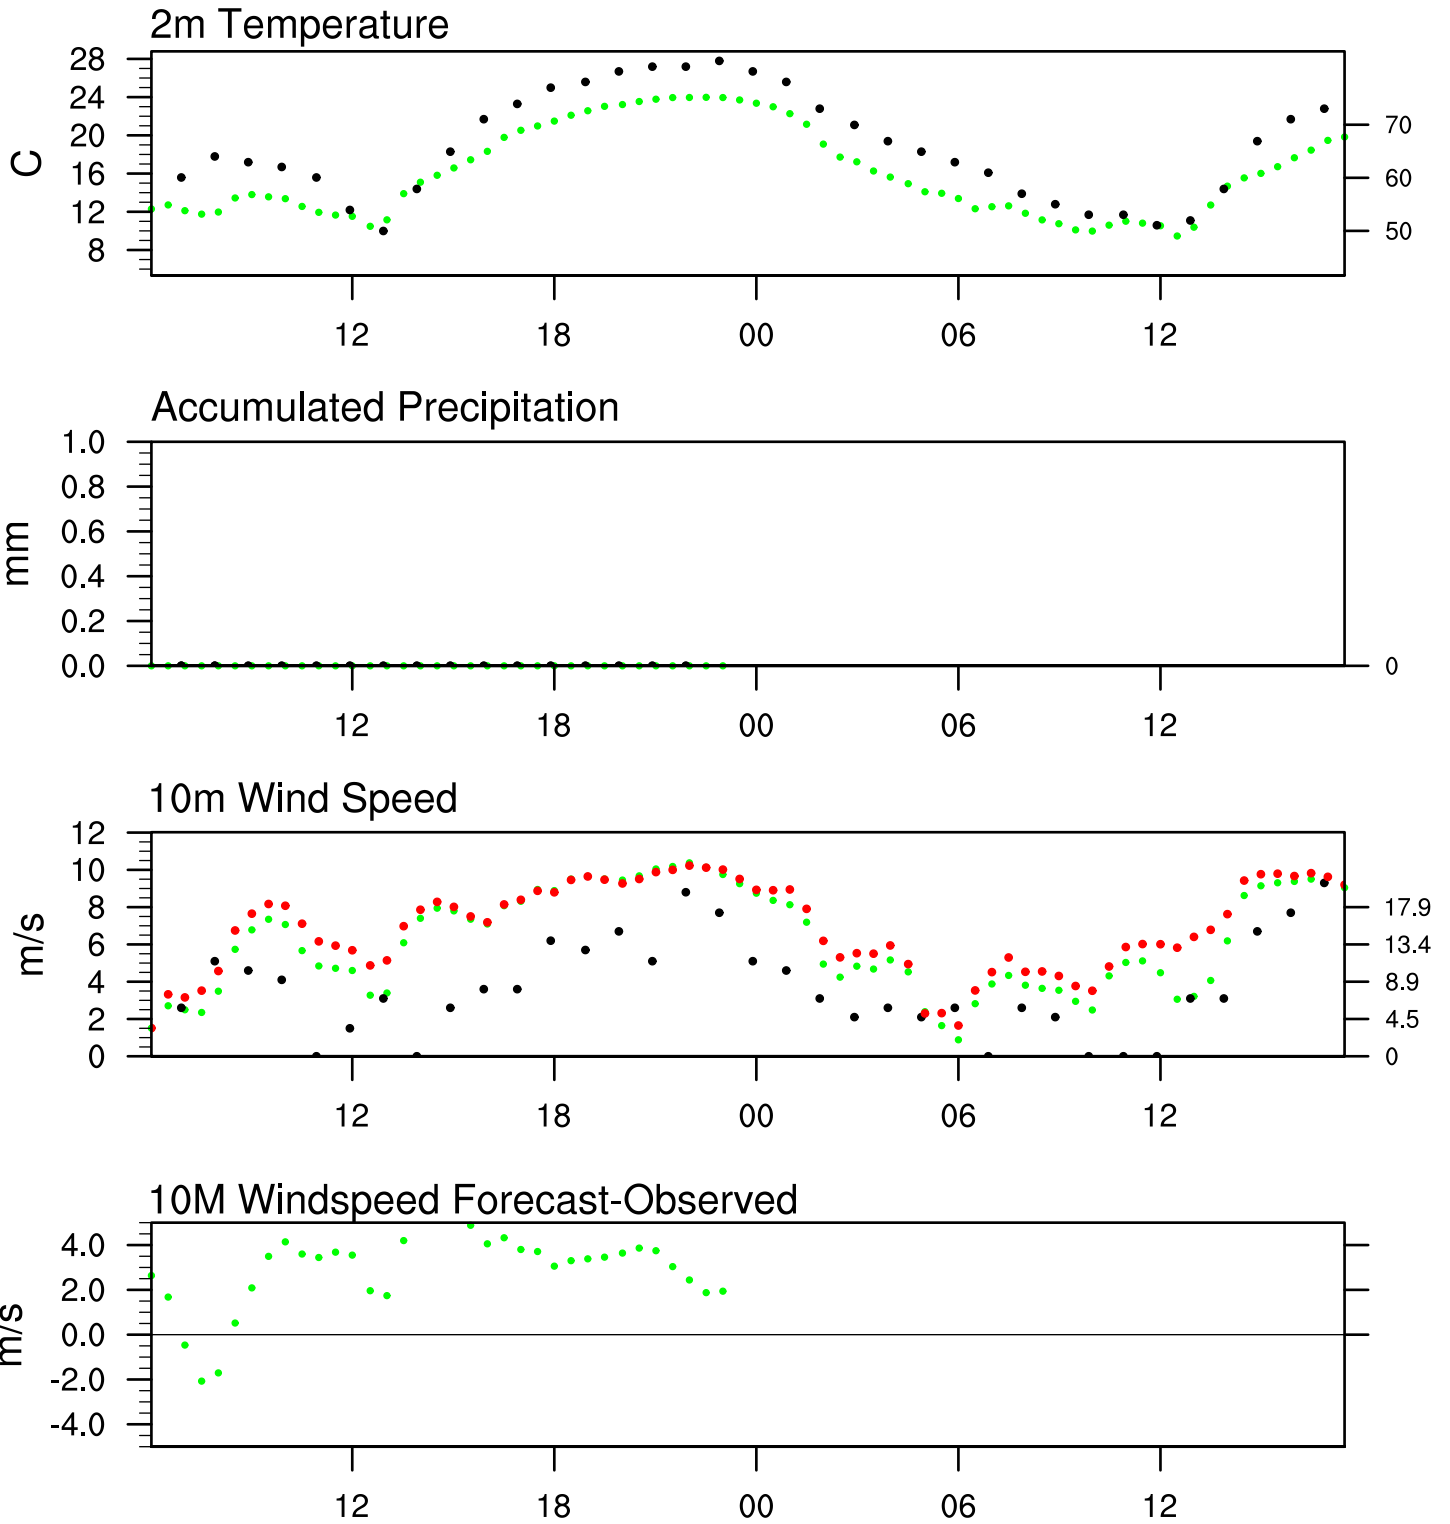 2m Temperature
28
24
20
16
12
8
C
70
60
50
12 18 00 06 12
Accumulated Precipitation
1.0
0.8
0.6
0.4
0.2
0.0
mm
0
12 18 00 06 12
10m Wind Speed
12
10
8
6
4
2
0
m/s
17.9
13.4
8.9
4.5
0
12 18 00 06 12
10M Windspeed Forecast-Observed
4.0
2.0
0.0
-2.0
-4.0
m/s
12 18 00 06 12